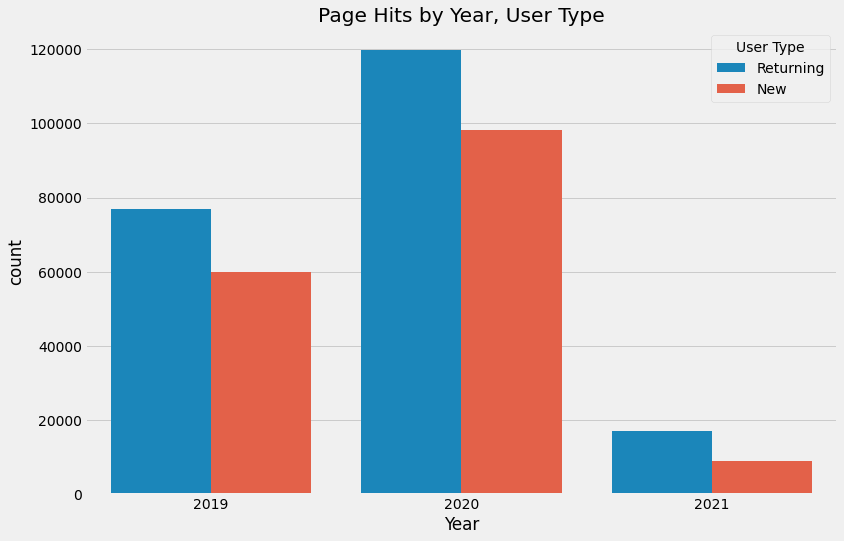 Page Hits by Year, User Type
User Type
Returning
New
120000
100000
80000
60000
40000
20000
0
count
2019 2020 2021
Year